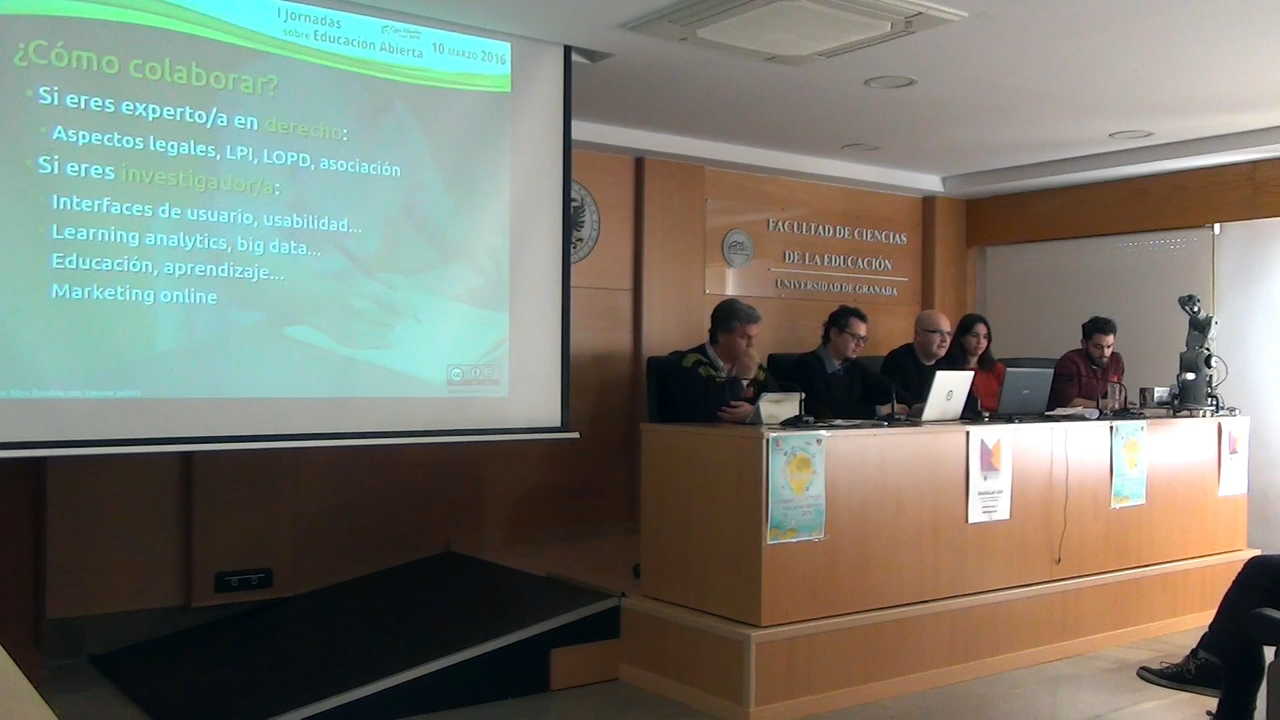 I Jornadas
sobre Educación Abierta
10 MARZO 2016
¿Cómo colaborar?
Si eres experto/a en derecho:
Aspectos legales, LPI, LOPD, asociación
Si eres investigador/a:
Interfaces de usuario, usabilidad...
Learning analytics, big data...
Educación, aprendizaje...
Marketing online
FACULTAD DE CIENCIAS
DE LA EDUCACIÓN
UNIVERSIDAD DE GRANADA